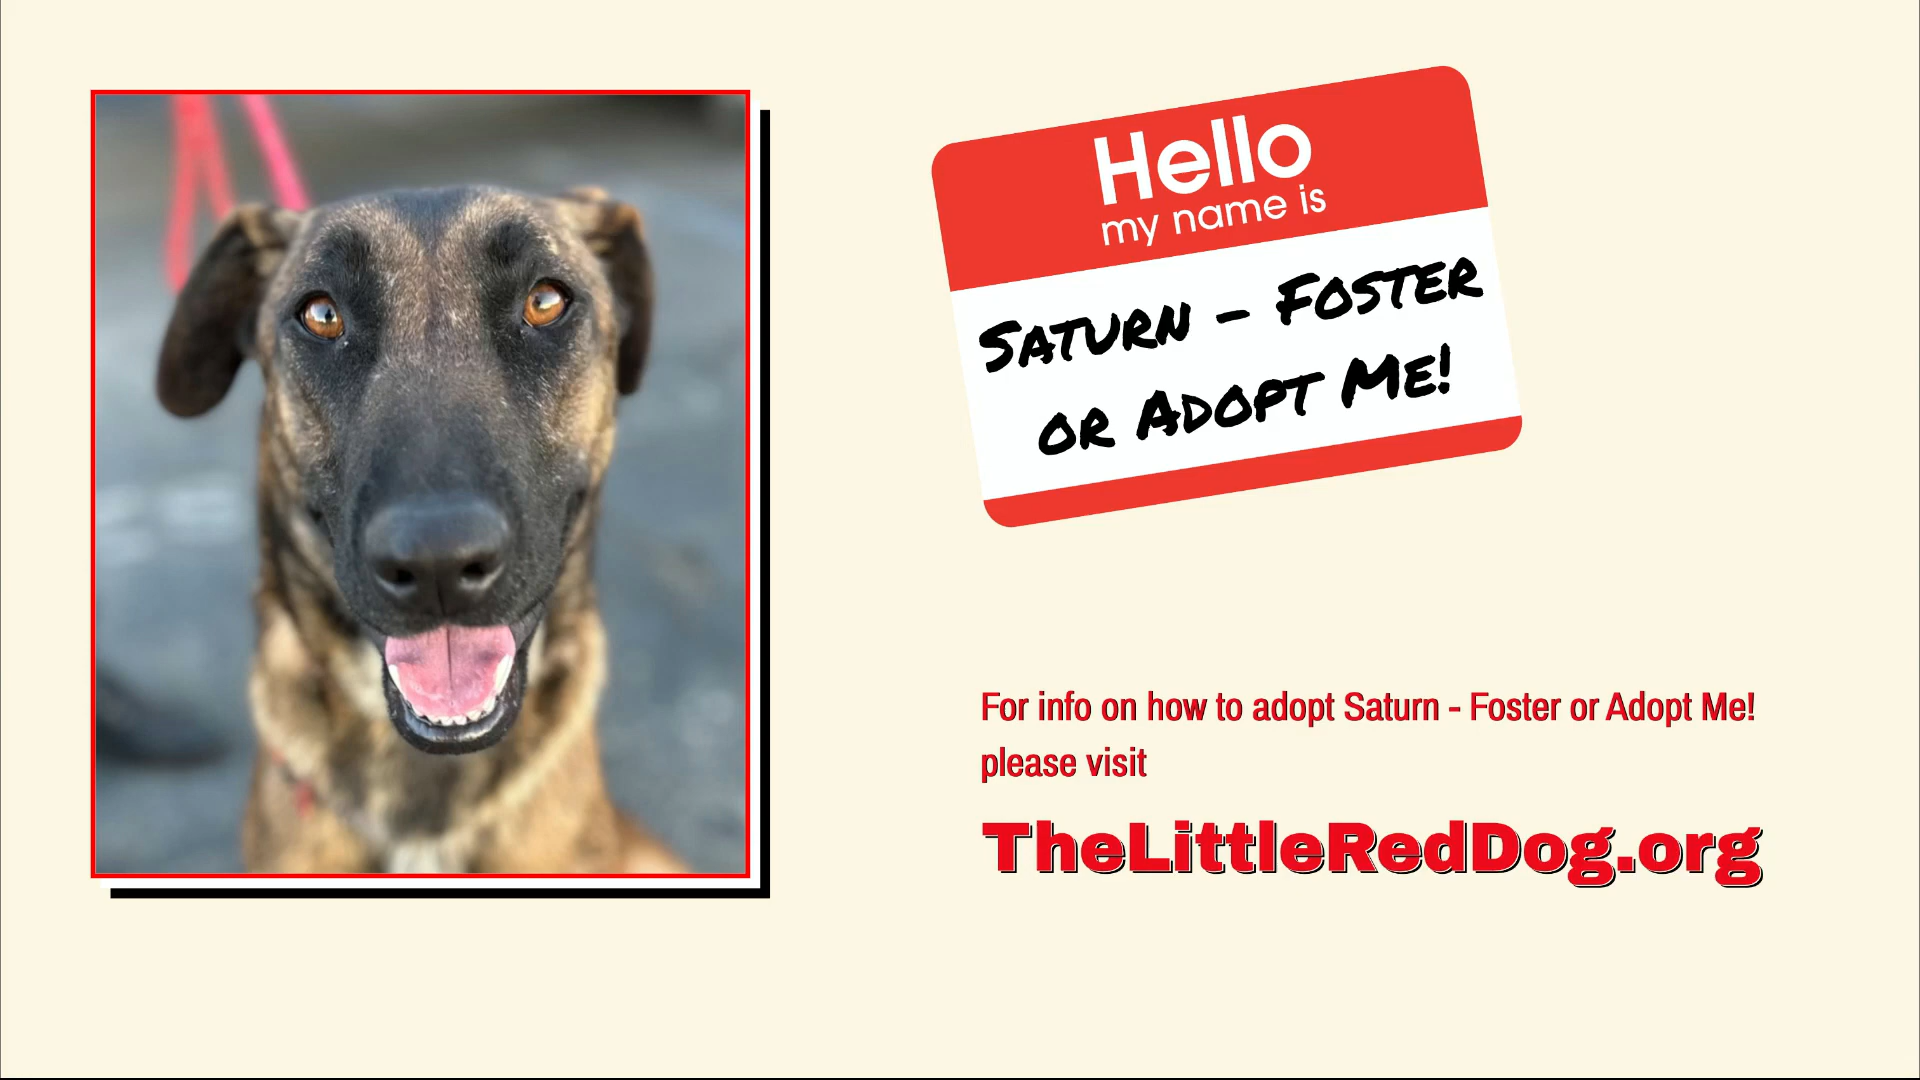 Hello
my name is
Saturn - Foster
or Adopt Me!
For info on how to adopt Saturn - Foster or Adopt Me!
please visit
TheLittleRedDog.org